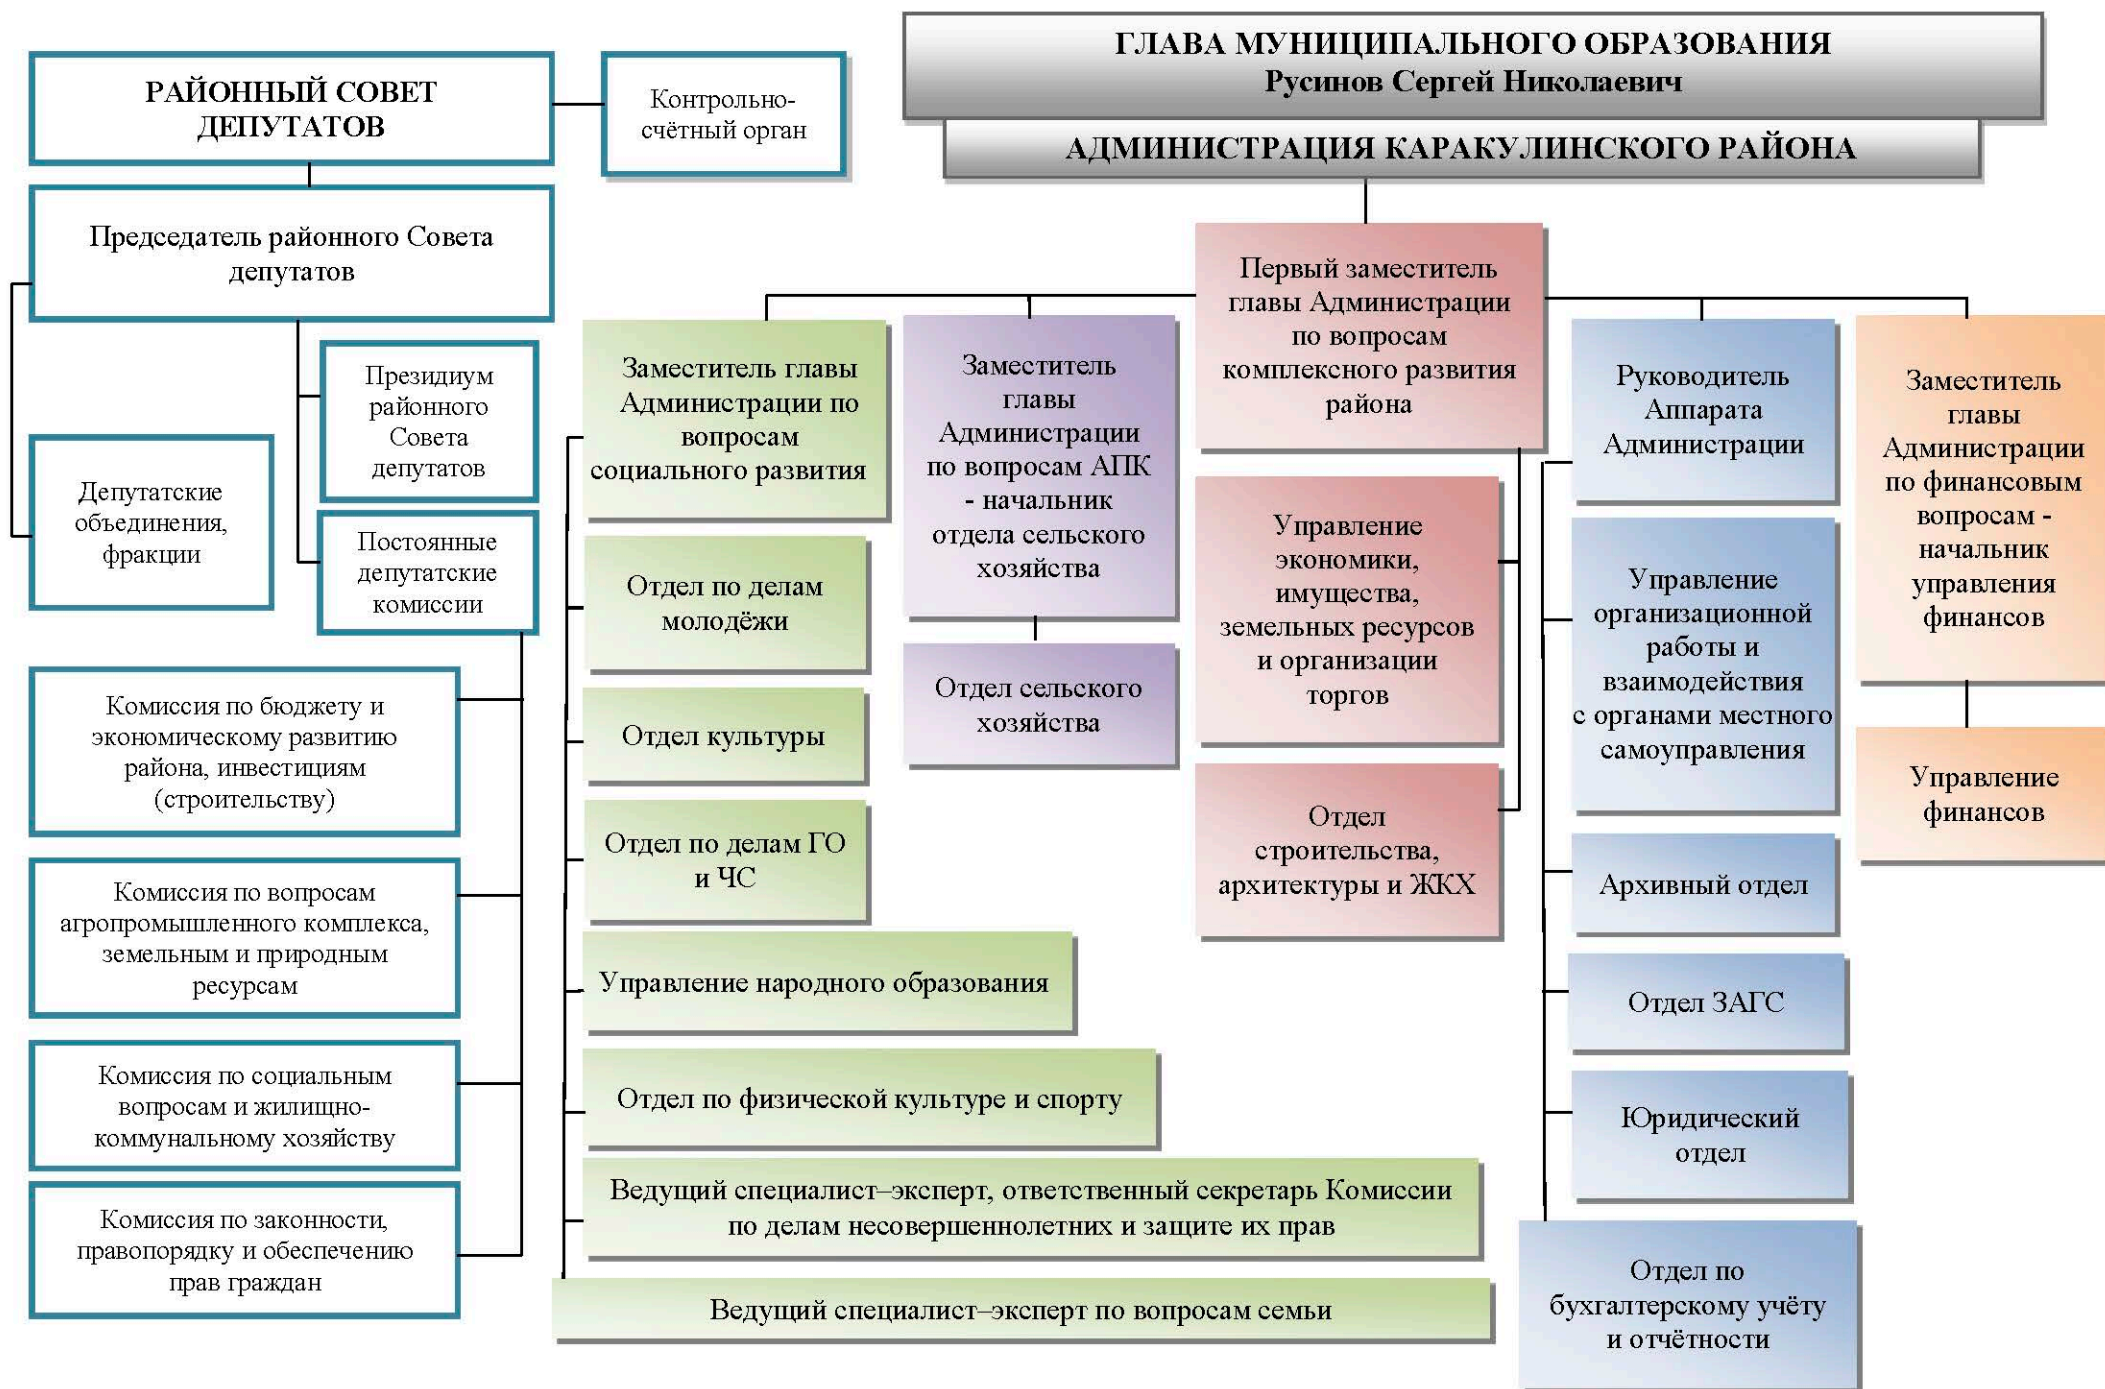 ГЛАВА МУНИЦИПАЛЬНОГО ОБРАЗОВАНИЯ
Русинов Сергей Николаевич
АДМИНИСТРАЦИЯ КАРАКУЛИНСКОГО РАЙОНА
РАЙОННЫЙ СОВЕТ
ДЕПУТАТОВ
Контрольно-
счётный орган
Председатель районного Совета
депутатов
Президиум
районного
Совета
депутатов
Депутатские
объединения,
фракции
Постоянные
депутатские
комиссии
Комиссия по бюджету и
экономическому развитию
района, инвестициям
(строительству)
Комиссия по вопросам
агропромышленного комплекса,
земельным и природным
ресурсам
Комиссия по социальным
вопросам и жилищно-
коммунальному хозяйству
Комиссия по законности,
правопорядку и обеспечению
прав граждан
Заместитель главы
Администрации по
вопросам
социального развития
Отдел по делам
молодёжи
Отдел культуры
Отдел по делам ГО
и ЧС
Управление народного образования
Отдел по физической культуре и спорту
Ведущий специалист–эксперт, ответственный секретарь Комиссии
по делам несовершеннолетних и защите их прав
Ведущий специалист–эксперт по вопросам семьи
Заместитель
главы
Администрации
по вопросам АПК
- начальник
отдела сельского
хозяйства
Отдел сельского
хозяйства
Первый заместитель
главы Администрации
по вопросам
комплексного развития
района
Управление
экономики,
имущества,
земельных ресурсов
и организации
торгов
Отдел
строительства,
архитектуры и ЖКХ
Руководитель
Аппарата
Администрации
Управление
организационной
работы и
взаимодействия
с органами местного
самоуправления
Архивный отдел
Отдел ЗАГС
Юридический
отдел
Отдел по
бухгалтерскому учёту
и отчётности
Заместитель
главы
Администрации
по финансовым
вопросам -
начальник
управления
финансов
Управление
финансов